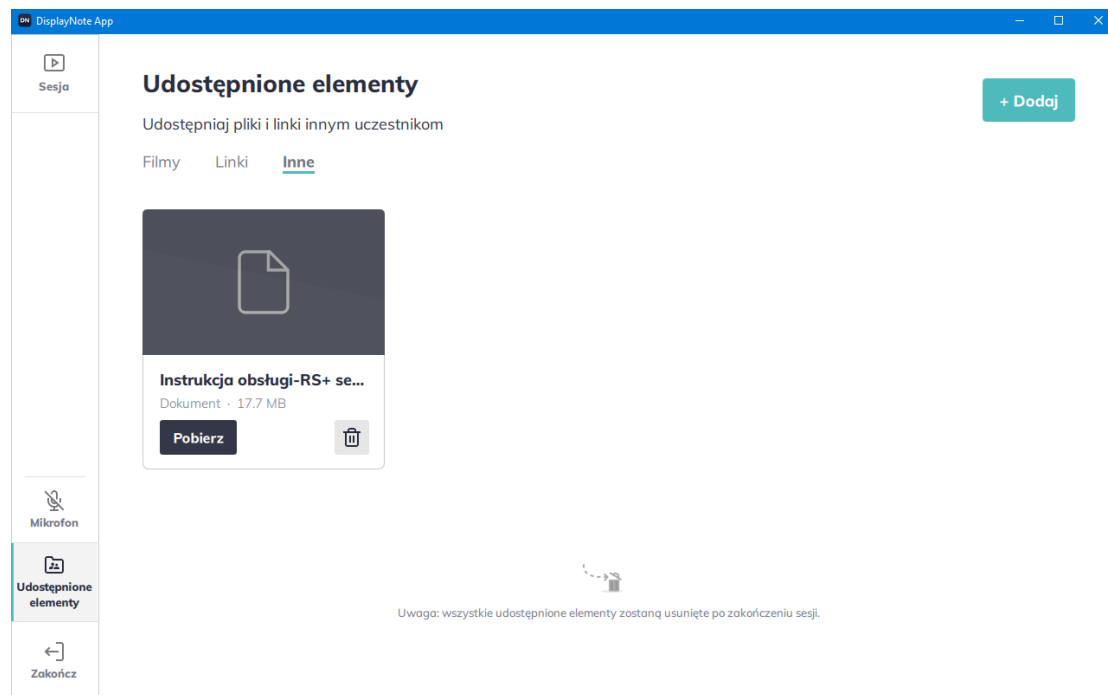 DN DisplayNote App
Sesja
Udostępnione elementy
+ Dodaj
Udostępniaj pliki i linki innym uczestnikom
Filmy Linki Inne
Instrukcja obsługi-RS+ se...
Dokument · 17.7 MB
Pobierz
Mikrofon
Udostępnione
elementy
Uwaga: wszystkie udostępnione elementy zostaną usunięte po zakończeniu sesji.
Zakończ